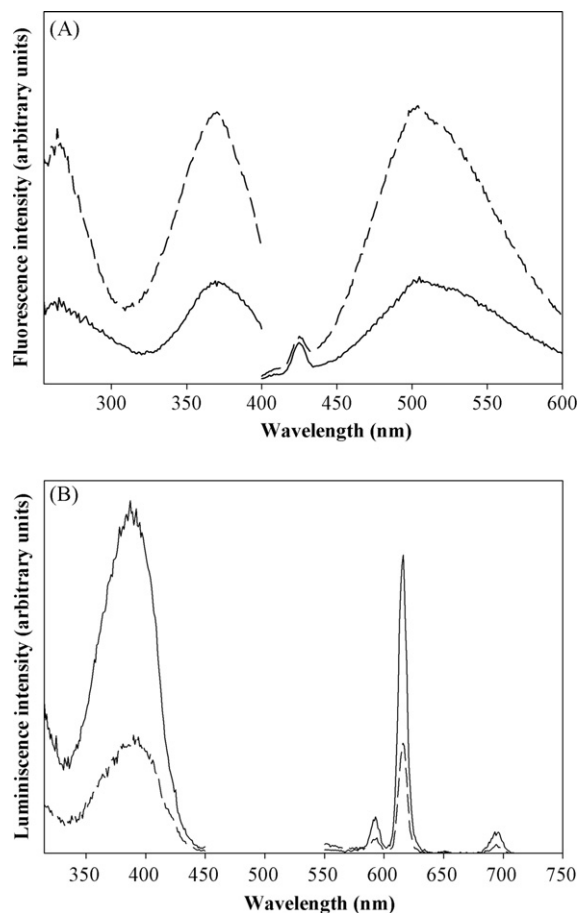 (A)
Fluorescence intensity (arbitrary units)
300 350 400 450 500 550 600
Wavelength (nm)
(B)
Luminiscence intensity (arbitrary units)
350 400 450 500 550 600 650 700 750
Wavelength (nm)